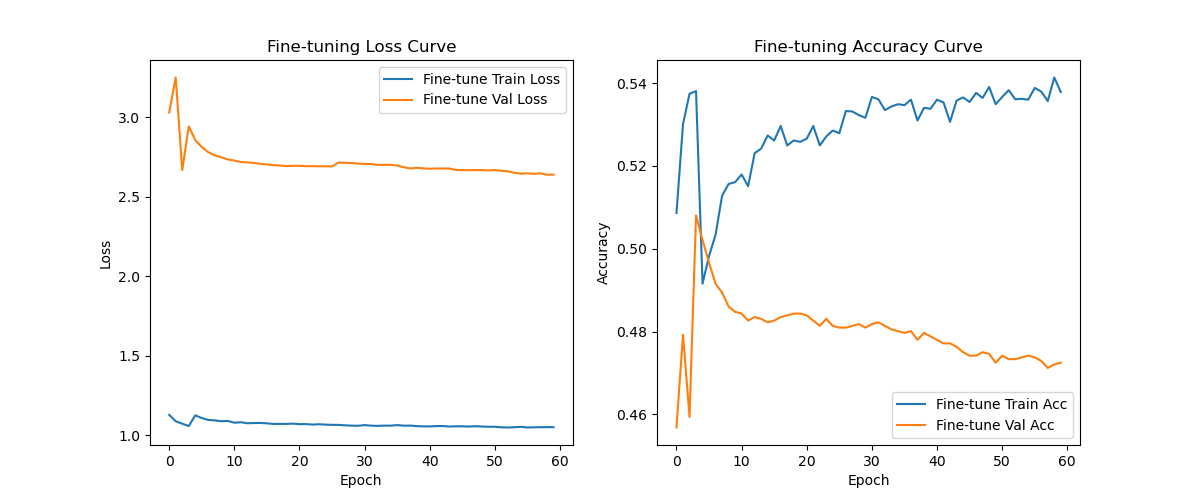 Fine-tuning Loss Curve
Fine-tune Train Loss
Fine-tune Val Loss
3.0
2.5
2.0
1.5
1.0
Loss
0 10 20 30 40 50 60
Epoch
Fine-tuning Accuracy Curve
0.54
0.52
0.50
0.48
0.46
Accuracy
Fine-tune Train Acc
Fine-tune Val Acc
0 10 20 30 40 50 60
Epoch